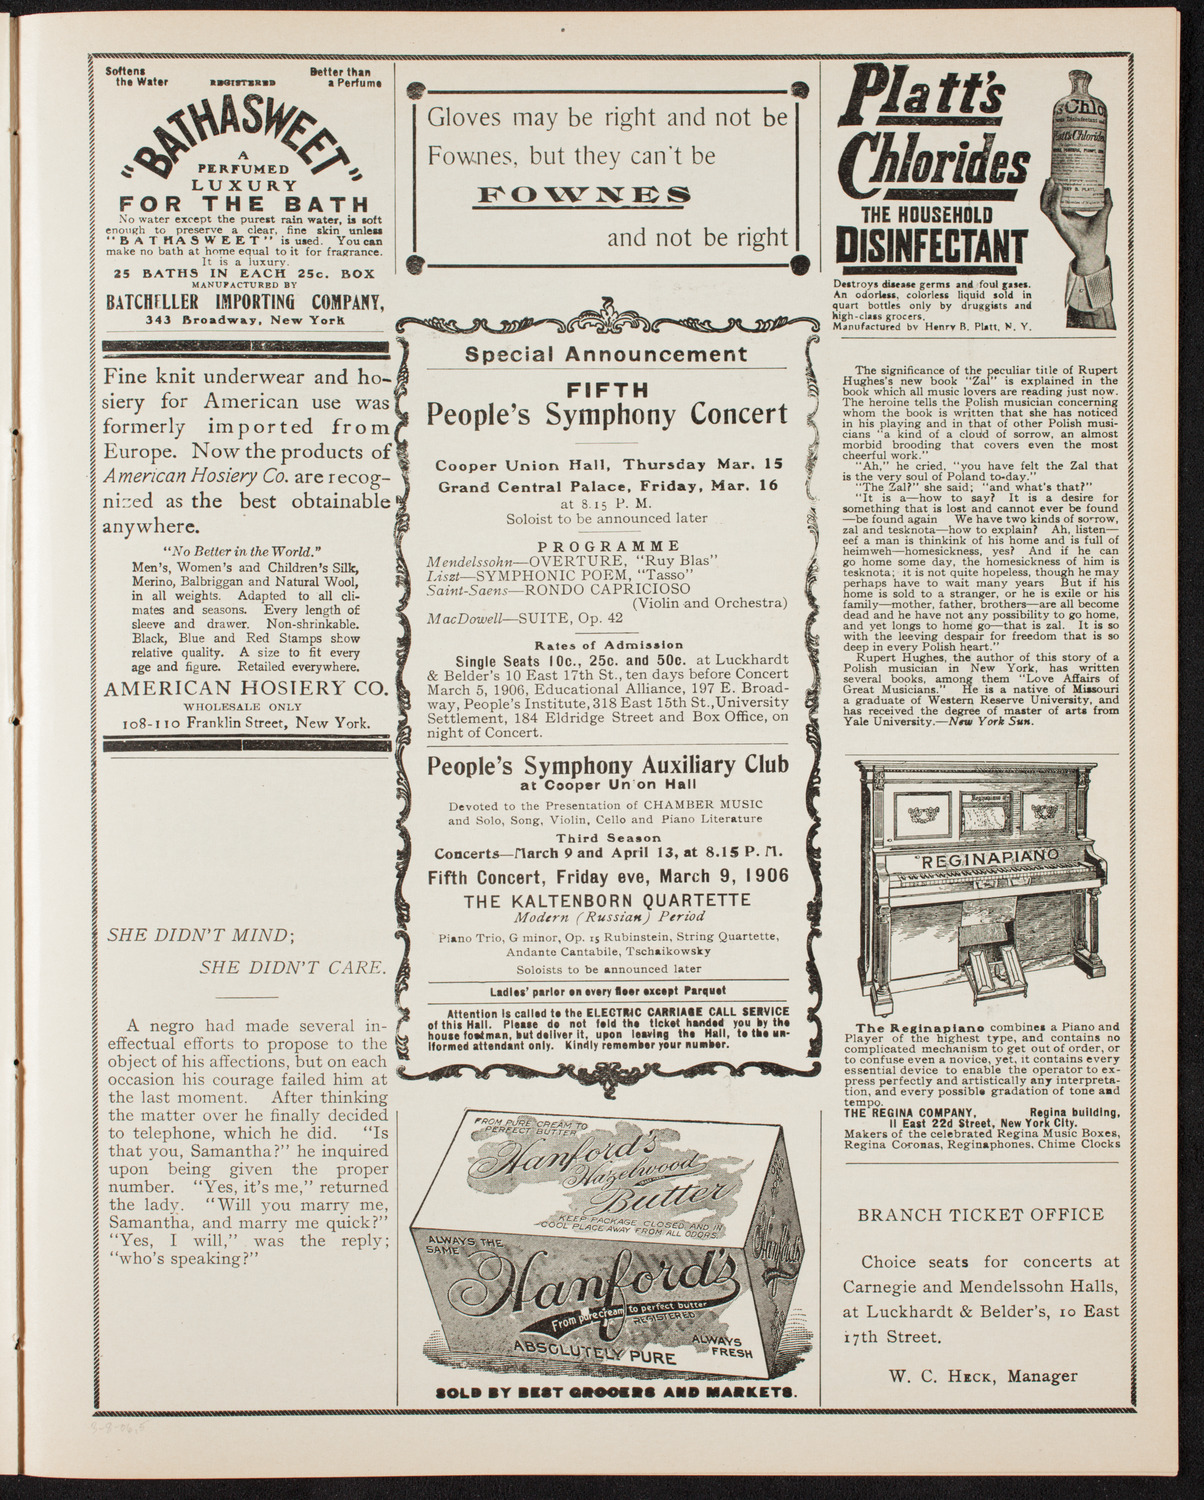 Softens
the Water
REGISTERED
Better than
a Perfume
"BATHASWEET"
A
PERFUMED
LUXURY
FOR THE BATH
No water except the purest rain water, is soft
enough to preserve a clear, fine skin unless
"BATHASWEET" is used. You can
make no bath at home equal to it for fragrance.
It is a luxury.
25 BATHS IN EACH 25c. BOX
MANUFACTURED BY
BATCHELLER IMPORTING COMPANY,
343 Broadway, New York
Fine knit underwear and ho-
siery for American use was
formerly imported from
Europe. Now the products of
American Hosiery Co. are recog-
nized as the best obtainable
anywhere.
"No Better in the World."
Men's, Women's and Children's Silk,
Merino, Balbriggan and Natural Wool,
in all weights. Adapted to all cli-
mates and seasons. Every length of
sleeve and drawer. Non-shrinkable.
Black, Blue and Red Stamps show
relative quality. A size to fit every
age and figure. Retailed everywhere.
AMERICAN HOSIERY CO.
WHOLESALE ONLY
108-110 Franklin Street, New York.
SHE DIDN'T MIND;
SHE DIDN'T CARE.
A negro had made several in-
effectual efforts to propose to the
object of his affections, but on each
occasion his courage failed him at
the last moment. After thinking
the matter over he finally decided
to telephone, which he did. "Is
that you, Samantha?" he inquired
upon being given the proper
number. "Yes, it's me," returned
the lady. "Will you marry me,
Samantha, and marry me quick?"
"Yes, I will," was the reply;
"who's speaking?"
Gloves may be right and not be
Fownes, but they can't be
FOWNES
and not be right
Special Announcement
FIFTH
People's Symphony Concert
Cooper Union Hall, Thursday Mar. 15
Grand Central Palace, Friday, Mar. 16
at 8.15 P. M.
Soloist to be announced later
PROGRAMME
Mendelssohn—OVERTURE, "Ruy Blas"
Liszt—SYMPHONIC POEM, "Tasso"
Saint-Saens—RONDO CAPRICIOSO
(Violin and Orchestra)
MacDowell—SUITE, Op. 42
Rates of Admission
Single Seats 10c., 25c. and 50c. at Luckhardt
& Belder's 10 East 17th St., ten days before Concert
March 5, 1906, Educational Alliance, 197 E. Broad-
way, People's Institute, 318 East 15th St., University
Settlement, 184 Eldridge Street and Box Office, on
night of Concert.
People's Symphony Auxiliary Club
at Cooper Un on Hall
Devoted to the Presentation of CHAMBER MUSIC
and Solo, Song, Violin, Cello and Piano Literature
Third Season
Concerts—March 9 and April 13, at 8.15 P. M.
Fifth Concert, Friday eve, March 9, 1906
THE KALTENBORN QUARTETTE
Modern (Russian) Period
Piano Trio, G minor, Op. 15 Rubinstein, String Quartette,
Andante Cantabile, Tschaikowsky
Soloists to be announced later
Ladies' parlor on every floor except Parquet
Attention is called to the ELECTRIC CARRIAGE CALL SERVICE
of this Hall. Please do not fold the ticket handed you by the
house footman, but deliver it, upon leaving the Hall, to the un-
iformed attendant only. Kindly remember your number.
FROM PURE CREAM TO
PERFECT BUTTER
Hanford's
Hazelwood
Butter
KEEP PACKAGE CLOSED AND IN
COOL PLACE AWAY FROM ALL ODORS.
ALWAYS THE
SAME
Hanford's
From pure cream to perfect butter
REGISTERED
ALWAYS
FRESH
ABSOLUTELY PURE
Hanford's
SOLD BY BEST GROCERS AND MARKETS.
Platt's
Chlorides
THE HOUSEHOLD
DISINFECTANT
Destroys disease germs and foul gases.
An odorless, colorless liquid sold in
quart bottles only by druggists and
high-class grocers.
Manufactured by Henry B. Platt, N. Y.
The significance of the peculiar title of Rupert
Hughes's new book "Zal" is explained in the
book which all music lovers are reading just now.
The heroine tells the Polish musician concerning
whom the book is written that she has noticed
in his playing and in that of other Polish musi-
cians "a kind of a cloud of sorrow, an almost
morbid brooding that covers even the most
cheerful work."
"Ah," he cried, "you have felt the Zal that
is the very soul of Poland to-day."
"The Zal?" she said; "and what's that?"
"It is a—how to say? It is a desire for
something that is lost and cannot ever be found
—be found again We have two kinds of sorrow,
zal and tesknota—how to explain? Ah, listen—
eef a man is thinkink of his home and is full of
heimweh—homesickness, yes? And if he can
go home some day, the homesickness of him is
tesknota; it is not quite hopeless, though he may
perhaps have to wait many years But if his
home is sold to a stranger, or he is exile or his
family—mother, father, brothers—are all become
dead and he have not any possibility to go home,
and yet longs to home go—that is zal. It is so
with the leeving despair for freedom that is so
deep in every Polish heart."
Rupert Hughes, the author of this story of a
Polish musician in New York, has written
several books, among them "Love Affairs of
Great Musicians." He is a native of Missouri
a graduate of Western Reserve University, and
has received the degree of master of arts from
Yale University.—New York Sun.
REGINAPIANO
The Reginapiano combines a Piano and
Player of the highest type, and contains no
complicated mechanism to get out of order, or
to confuse even a novice, yet, it contains every
essential device to enable the operator to ex-
press perfectly and artistically any interpreta-
tion, and every possible gradation of tone and
tempo.
THE REGINA COMPANY, Regina building,
11 East 22d Street, New York City.
Makers of the celebrated Regina Music Boxes,
Regina Coronas, Reginaphones, Chime Clocks
BRANCH TICKET OFFICE
Choice seats for concerts at
Carnegie and Mendelssohn Halls,
at Luckhardt & Belder's, 10 East
17th Street.
W. C. HECK, Manager